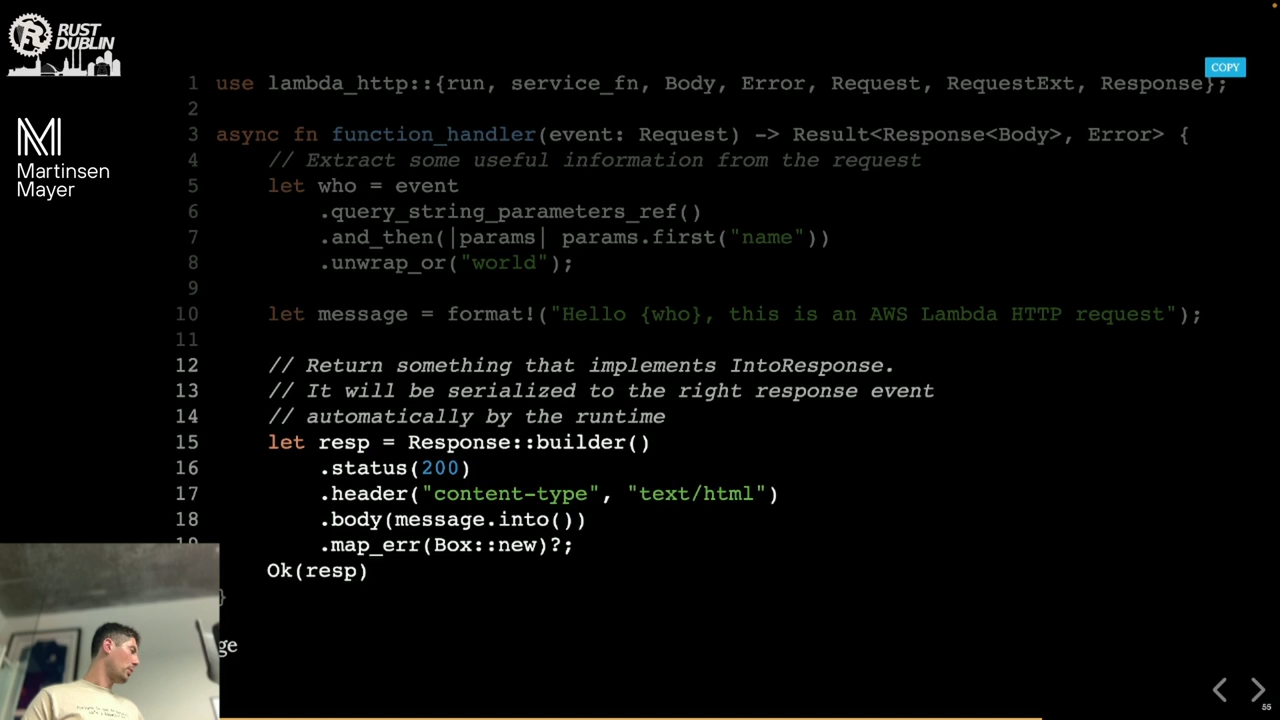 RUST
DUBLIN
Martinsen
Mayer
COPY
1 use lambda_http::{run, service_fn, Body, Error, Request, RequestExt, Response};
2
3 async fn function_handler(event: Request) -> Result<Response<Body>, Error> {
4 // Extract some useful information from the request
5 let who = event
6 .query_string_parameters_ref()
7 .and_then(|params| params.first("name"))
8 .unwrap_or("world");
9
10 let message = format!("Hello {who}, this is an AWS Lambda HTTP request");
11
12 // Return something that implements IntoResponse.
13 // It will be serialized to the right response event
14 // automatically by the runtime
15 let resp = Response::builder()
16 .status(200)
17 .header("content-type", "text/html")
18 .body(message.into())
19 .map_err(Box::new)?;
Ok(resp)
}
ge
55